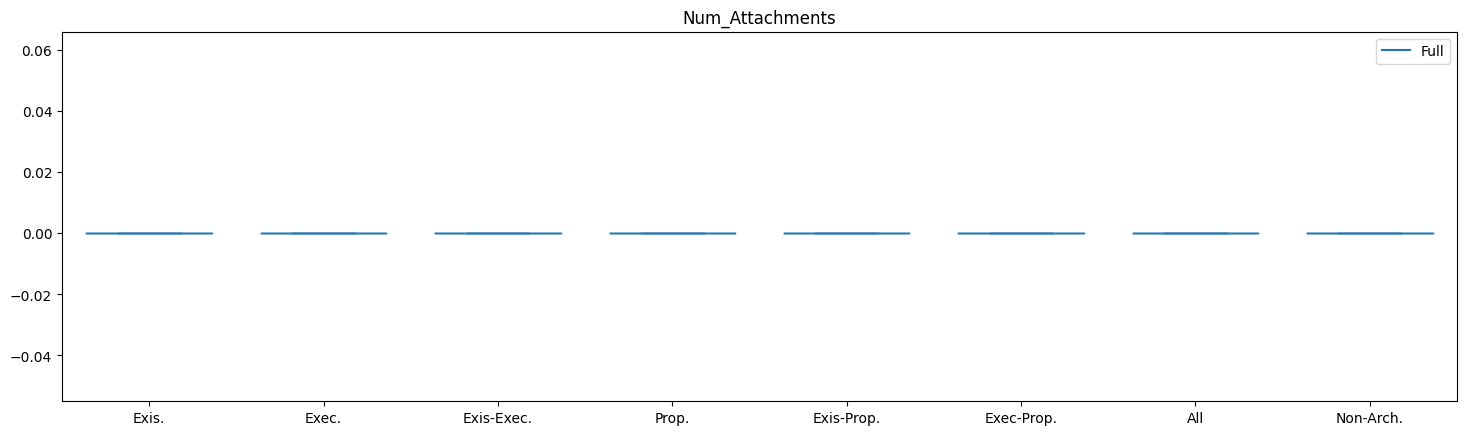 Num_Attachments
Full
0.06
0.04
0.02
0.00
−0.02
−0.04
Exis. Exec. Exis-Exec. Prop. Exis-Prop. Exec-Prop. All Non-Arch.